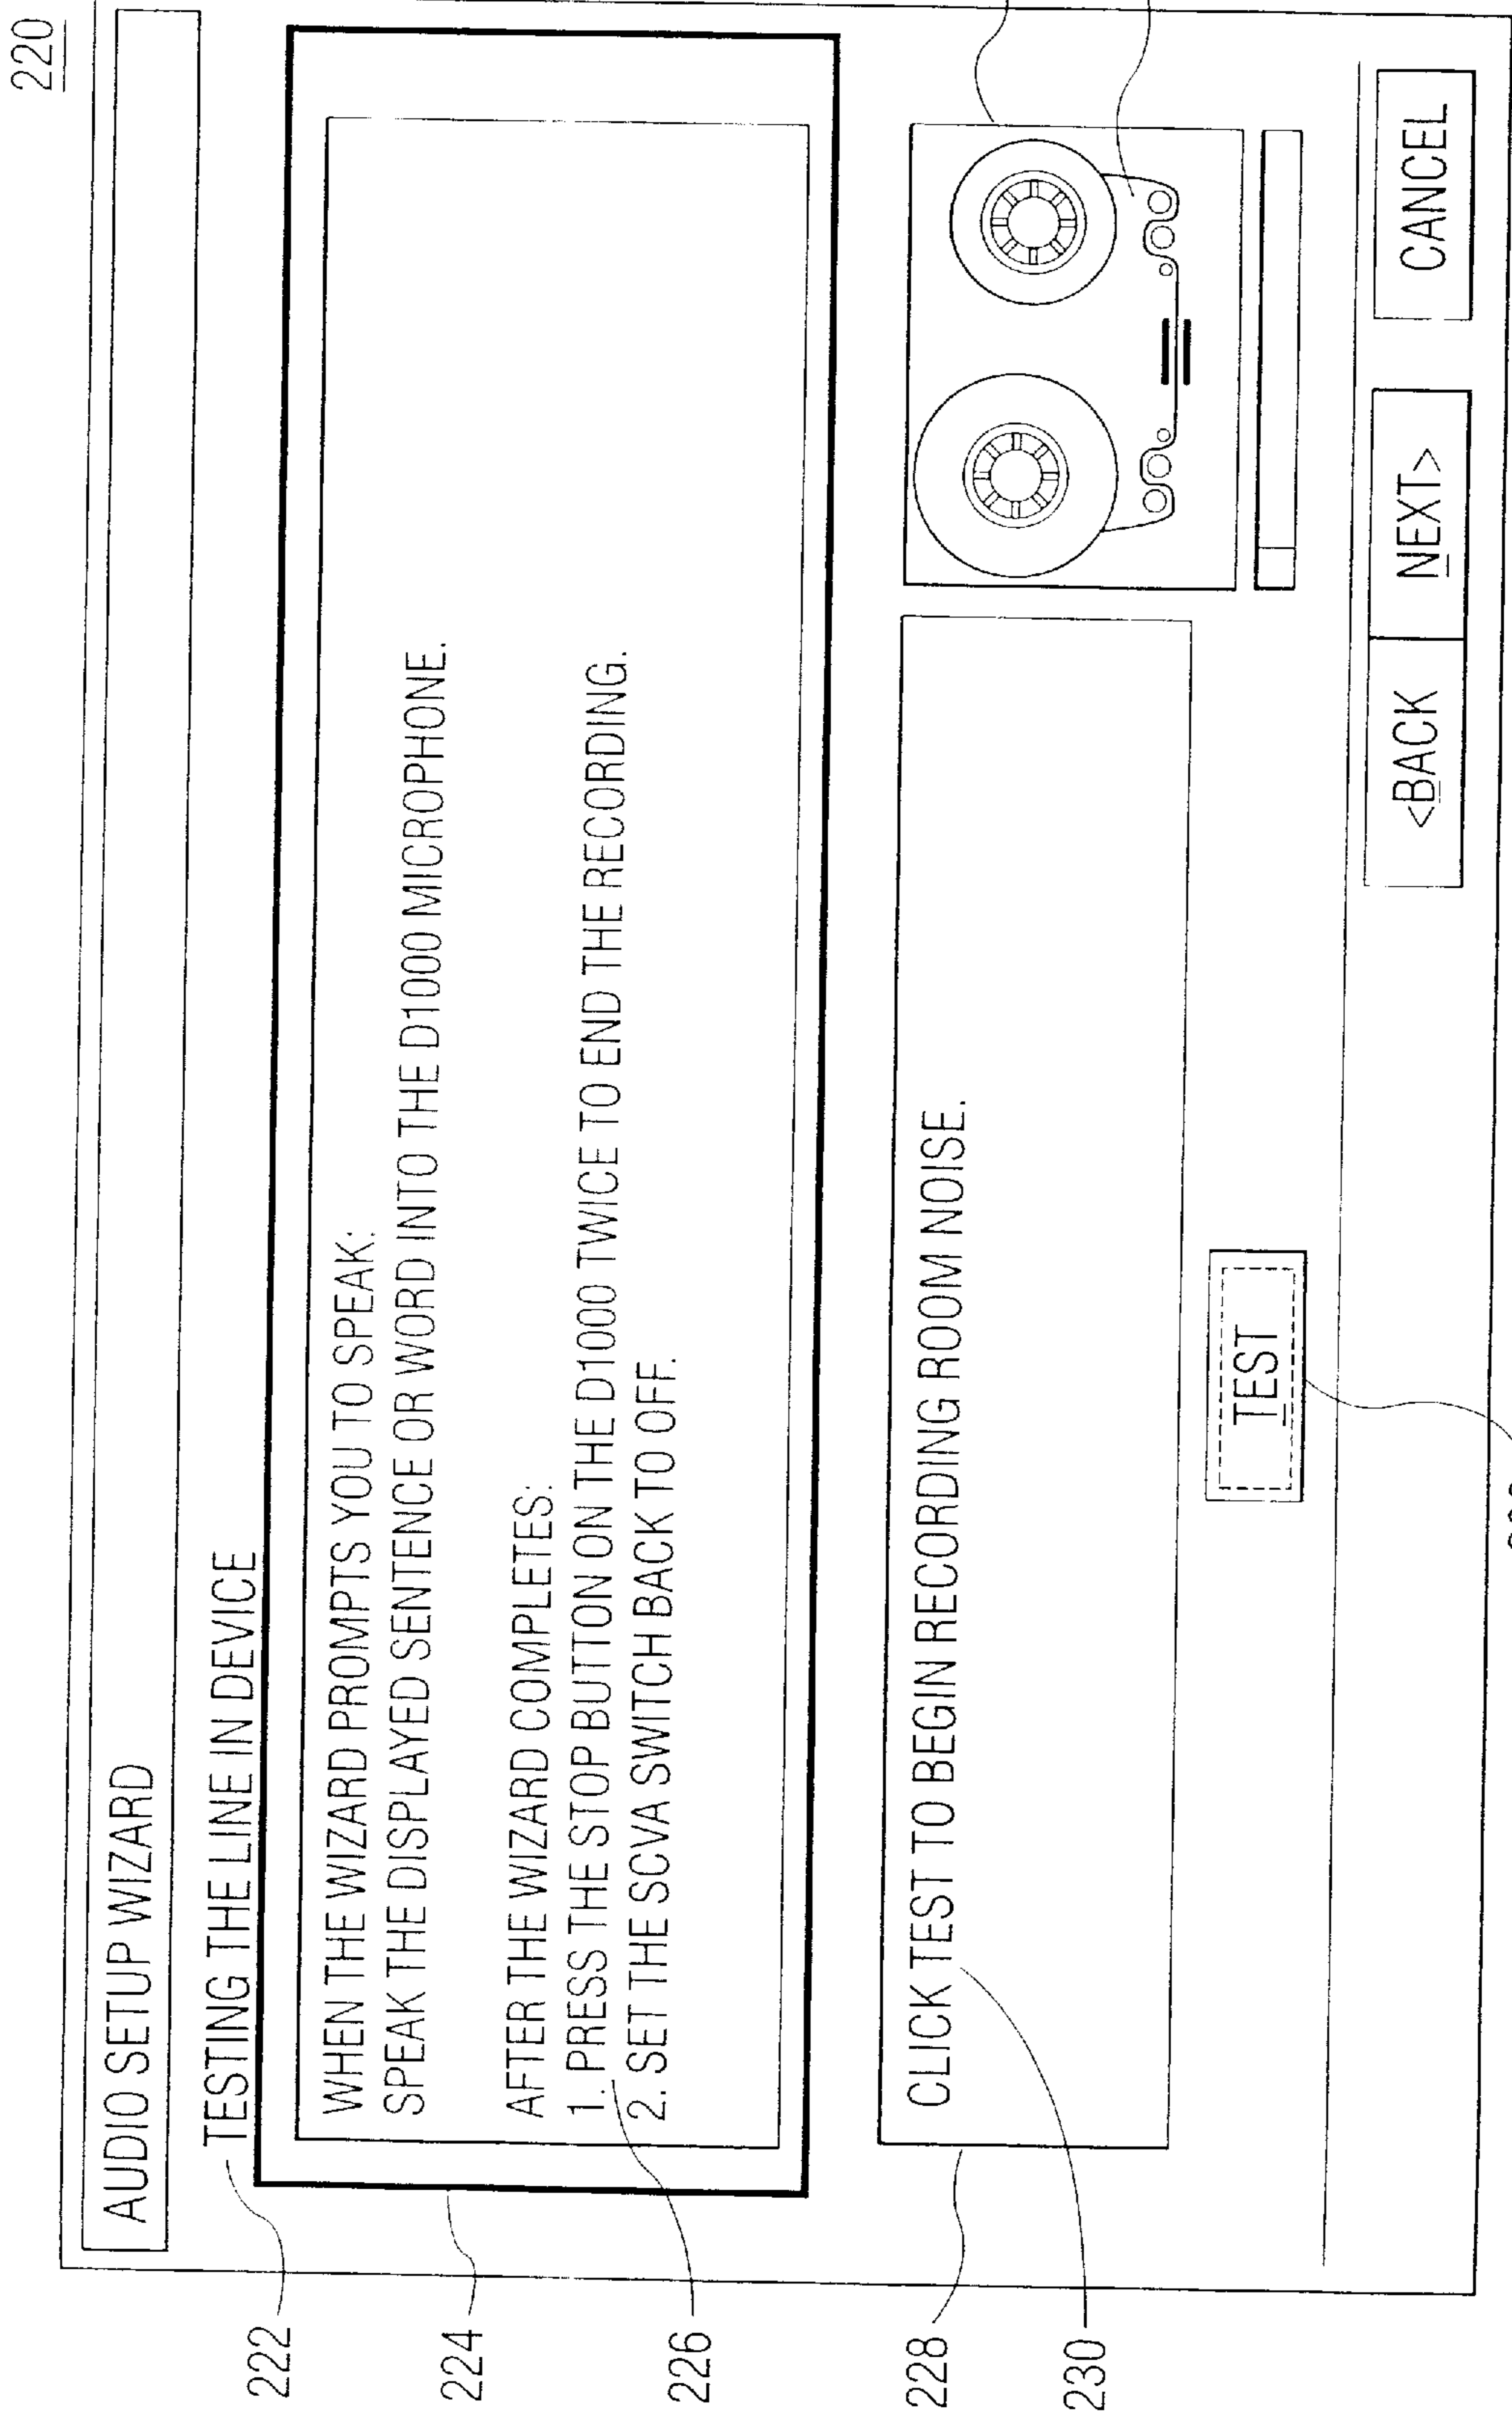 220
AUDIO SETUP WIZARD
222
TESTING THE LINE IN DEVICE
224
WHEN THE WIZARD PROMPTS YOU TO SPEAK:
SPEAK THE DISPLAYED SENTENCE OR WORD INTO THE D1000 MICROPHONE.
AFTER THE WIZARD COMPLETES:
1. PRESS THE STOP BUTTON ON THE D1000 TWICE TO END THE RECORDING.
2. SET THE SCVA SWITCH BACK TO OFF.
226
228
CLICK TEST TO BEGIN RECORDING ROOM NOISE.
230
TEST
<BACK
NEXT>
CANCEL